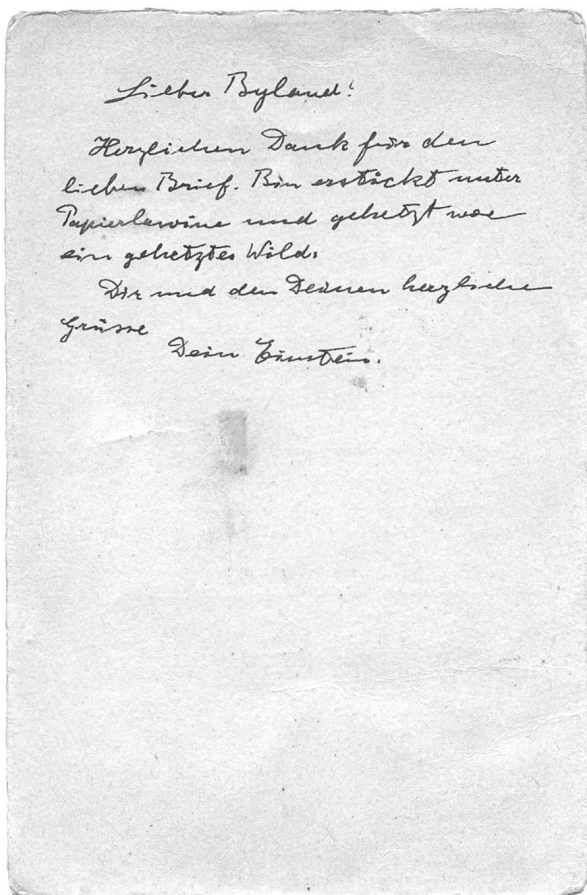 Lieber Byland!
Herzlichen Dank für den
lieben Brief. Bin erstickt unter
Papierlawine und gehetzt wie
ein gehetztes Wild.
Dir und den Deinen herzliche
Grüsse
Dein Einstein.